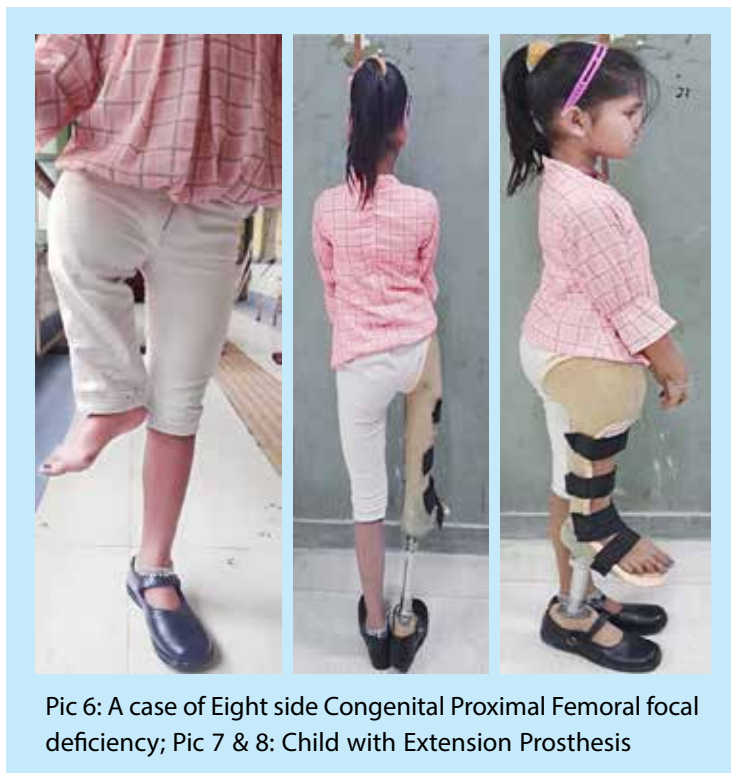 Pic 6: A case of Eight side Congenital Proximal Femoral focal
deficiency; Pic 7 & 8: Child with Extension Prosthesis